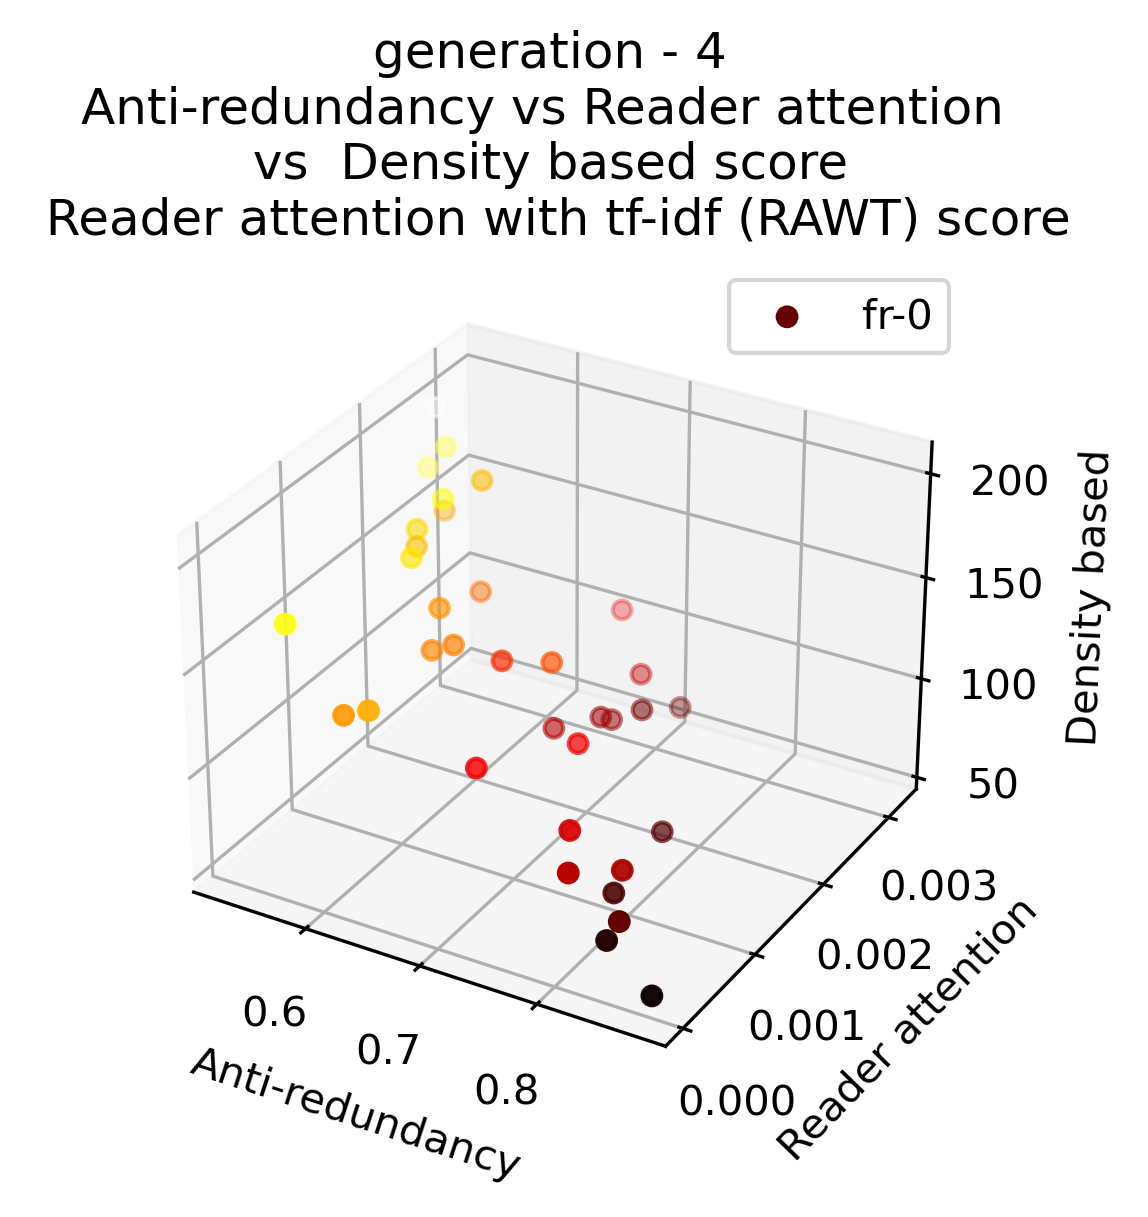 generation - 4
Anti-redundancy vs Reader attention
vs  Density based score
Reader attention with tf-idf (RAWT) score
fr-0
200
150
100
50
Density based
0.003
0.002
0.001
0.000
Reader attention
0.6
0.7
0.8
Anti-redundancy